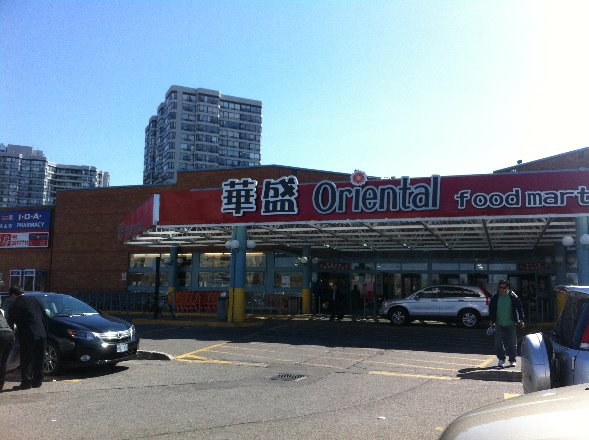 華盛 Oriental food mart
I·D·A
PHARMACY